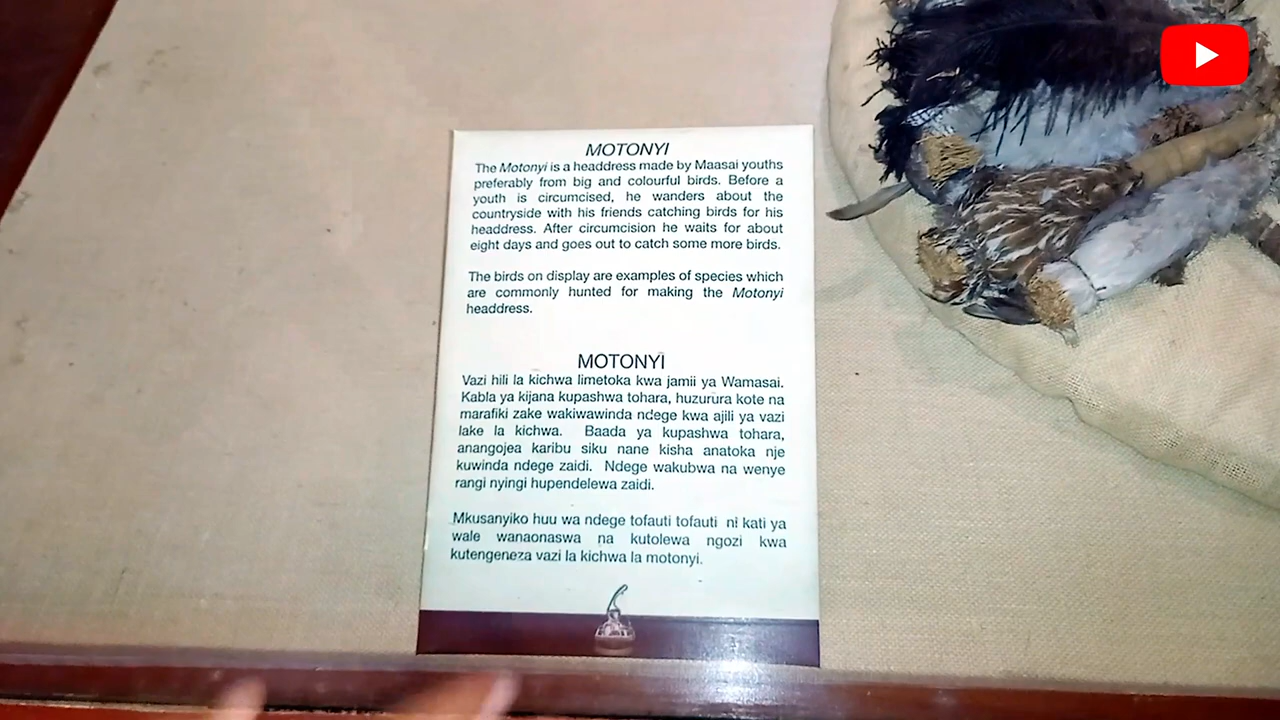 MOTONYI
The Motonyi is a headdress made by Maasai youths
preferably from big and colourful birds. Before a
youth is circumcised, he wanders about the
countryside with his friends catching birds for his
headdress. After circumcision he waits for about
eight days and goes out to catch some more birds.
The birds on display are examples of species which
are commonly hunted for making the Motonyi
headdress.
MOTONYI
Vazi hili la kichwa limetoka kwa jamii ya Wamasai.
Kabla ya kijana kupashwa tohara, huzurura kote na
marafiki zake wakiwawinda ndege kwa ajili ya vazi
lake la kichwa. Baada ya kupashwa tohara,
anangojea karibu siku nane kisha anatoka nje
kuwinda ndege zaidi. Ndege wakubwa na wenye
rangi nyingi hupendelewa zaidi.
Mkusanyiko huu wa ndege tofauti tofauti ni kati ya
wale wanaonaswa na kutolewa ngozi kwa
kutengeneza vazi la kichwa la motonyi.